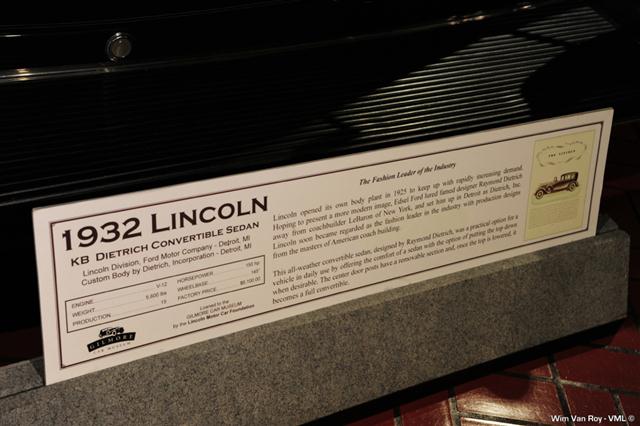 1932 LINCOLN
KB DIETRICH CONVERTIBLE SEDAN
Lincoln Division, Ford Motor Company - Detroit, MI
Custom Body by Dietrich, Incorporation - Detroit, MI
ENGINE V-12
WEIGHT 5,600 lbs
PRODUCTION 19
HORSEPOWER 150 hp
WHEELBASE 145"
FACTORY PRICE $6,100.00
GILMORE
CAR MUSEUM
Loaned to the
GILMORE CAR MUSEUM
by the Lincoln Motor Car Foundation
The Fashion Leader of the Industry
Lincoln opened its own body plant in 1925 to keep up with rapidly increasing demand.
Hoping to present a more modern image, Edsel Ford lured famed designer Raymond Dietrich
away from coachbuilder LeBaron of New York, and set him up in Detroit as Dietrich, Inc.
Lincoln soon became regarded as the fashion leader in the industry with production designs
from the masters of American coach building.
This all-weather convertible sedan, designed by Raymond Dietrich, was a practical option for a
vehicle in daily use by offering the comfort of a sedan with the option of putting the top down
when desirable. The center door posts have a removable section and, once the top is lowered, it
becomes a full convertible.
THE LINCOLN
Wim Van Roy - VML ©